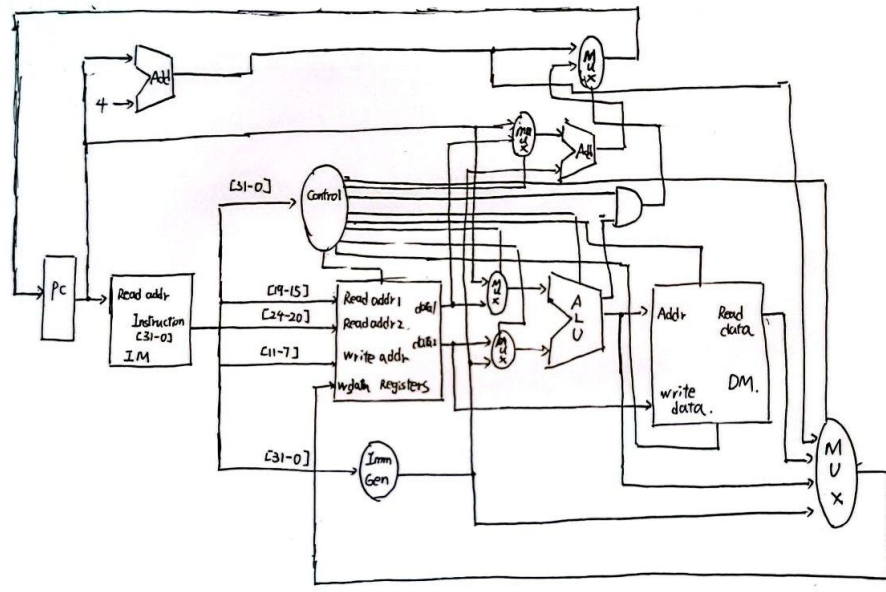 Add
4
Mux
mux
Add
[31-0]
Control
PC
Read addr
Instruction
[31-0]
IM
[19-15]
[24-20]
[11-7]
Read addr1
Read addr2.
write addr
wdata Registers
data1
data2
Mux
Mux
ALU
Addr
Read
data
write
data.
DM.
[31-0]
Imm
Gen
MUX